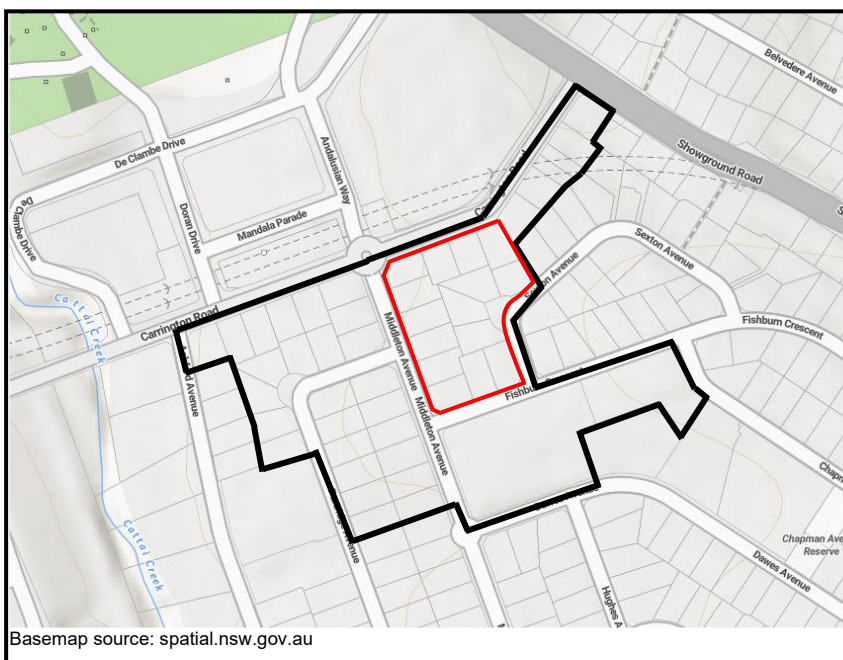 Belvedere Avenue
Showground Road
De Clambe Drive
Andalusian Way
De Clambe Drive
Doran Drive
Mandala Parade
Sexton Avenue
Cattai Creek
Carrington Road
Middleton Avenue
Fishburn Crescent
Middleton Avenue
Cattai Creek
Chapman Ave
Reserve
Dawes Avenue
Hughes A
Basemap source: spatial.nsw.gov.au